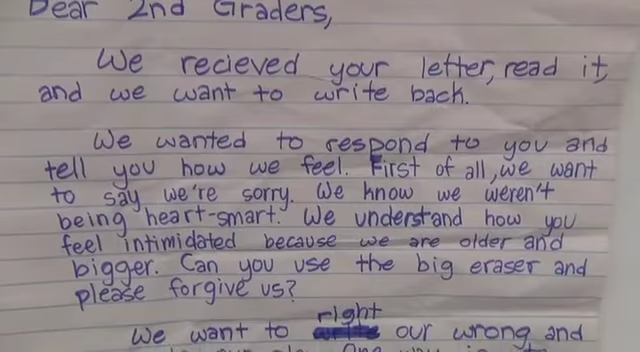 Dear 2nd Graders,
We recieved your letter, read it,
and we want to write back.
We wanted to respond to you and
tell you how we feel. First of all, we want
to say we're sorry. We know we weren't
being heart-smart. We understand how you
feel intimidated because we are older and
bigger. Can you use the big eraser and
please forgive us?
right
We want to our wrong and